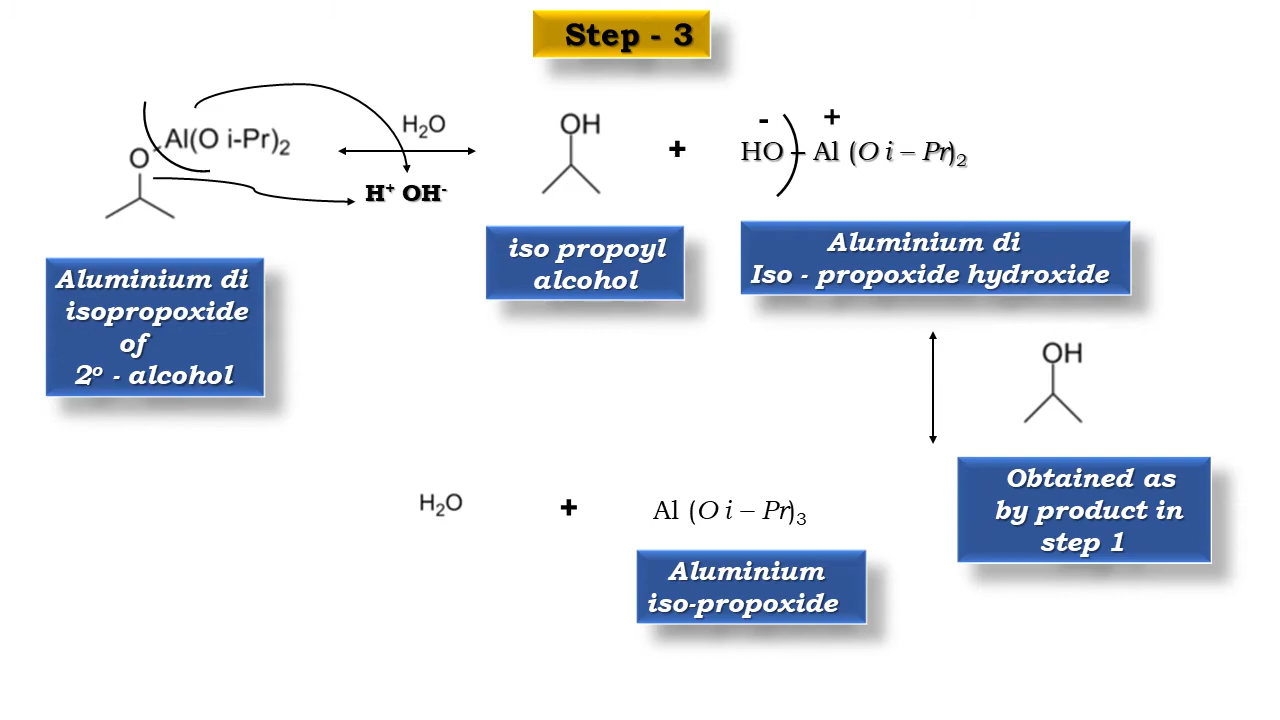 Step - 3
Al(O i-Pr)₂
O
H₂O
H⁺ OH⁻
OH
+
- +
HO – Al (O i – Pr)₂
Aluminium di
isopropoxide
of
2º - alcohol
iso propoyl
alcohol
Aluminium di
Iso - propoxide hydroxide
OH
Obtained as
by product in
step 1
H₂O + Al (O i – Pr)₃
Aluminium
iso-propoxide